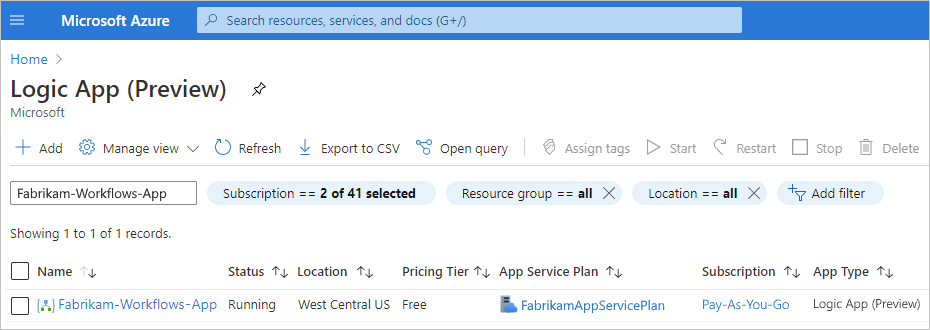 Microsoft Azure Search resources, services, and docs (G+/)
Home
Logic App (Preview)
Microsoft
Add Manage view Refresh Export to CSV Open query Assign tags Start Restart Stop Delete
Fabrikam-Workflows-App Subscription == 2 of 41 selected Resource group == all Location == all Add filter
Showing 1 to 1 of 1 records.
Name Status Location Pricing Tier App Service Plan Subscription App Type
Fabrikam-Workflows-App Running West Central US Free FabrikamAppServicePlan Pay-As-You-Go Logic App (Preview)